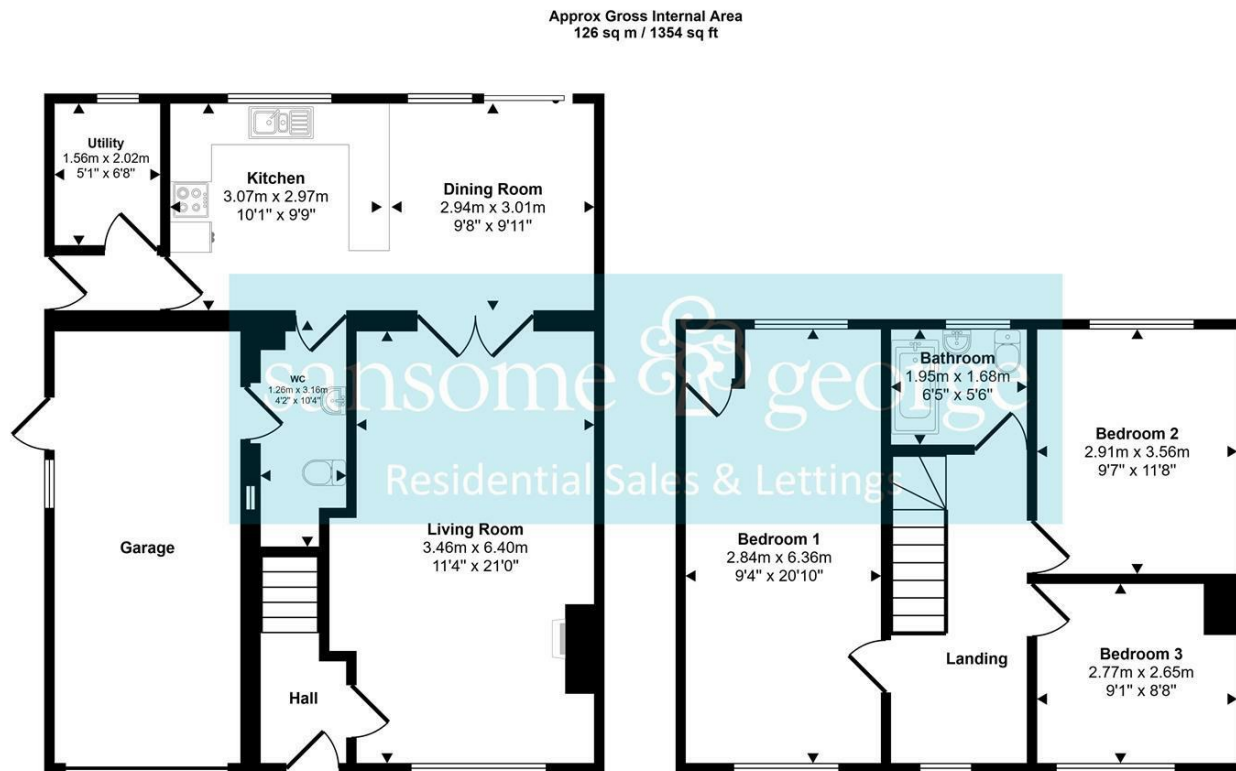 Approx Gross Internal Area
126 sq m / 1354 sq ft
Utility
1.56m x 2.02m
5'1" x 6'8"
Kitchen
3.07m x 2.97m
10'1" x 9'9"
Dining Room
2.94m x 3.01m
9'8" x 9'11"
WC
1.26m x 3.16m
4'2" x 10'4"
sansome george
Residential Sales & Lettings
Garage
Living Room
3.46m x 6.40m
11'4" x 21'0"
Hall
Bathroom
1.95m x 1.68m
6'5" x 5'6"
Bedroom 2
2.91m x 3.56m
9'7" x 11'8"
Bedroom 1
2.84m x 6.36m
9'4" x 20'10"
Landing
Bedroom 3
2.77m x 2.65m
9'1" x 8'8"